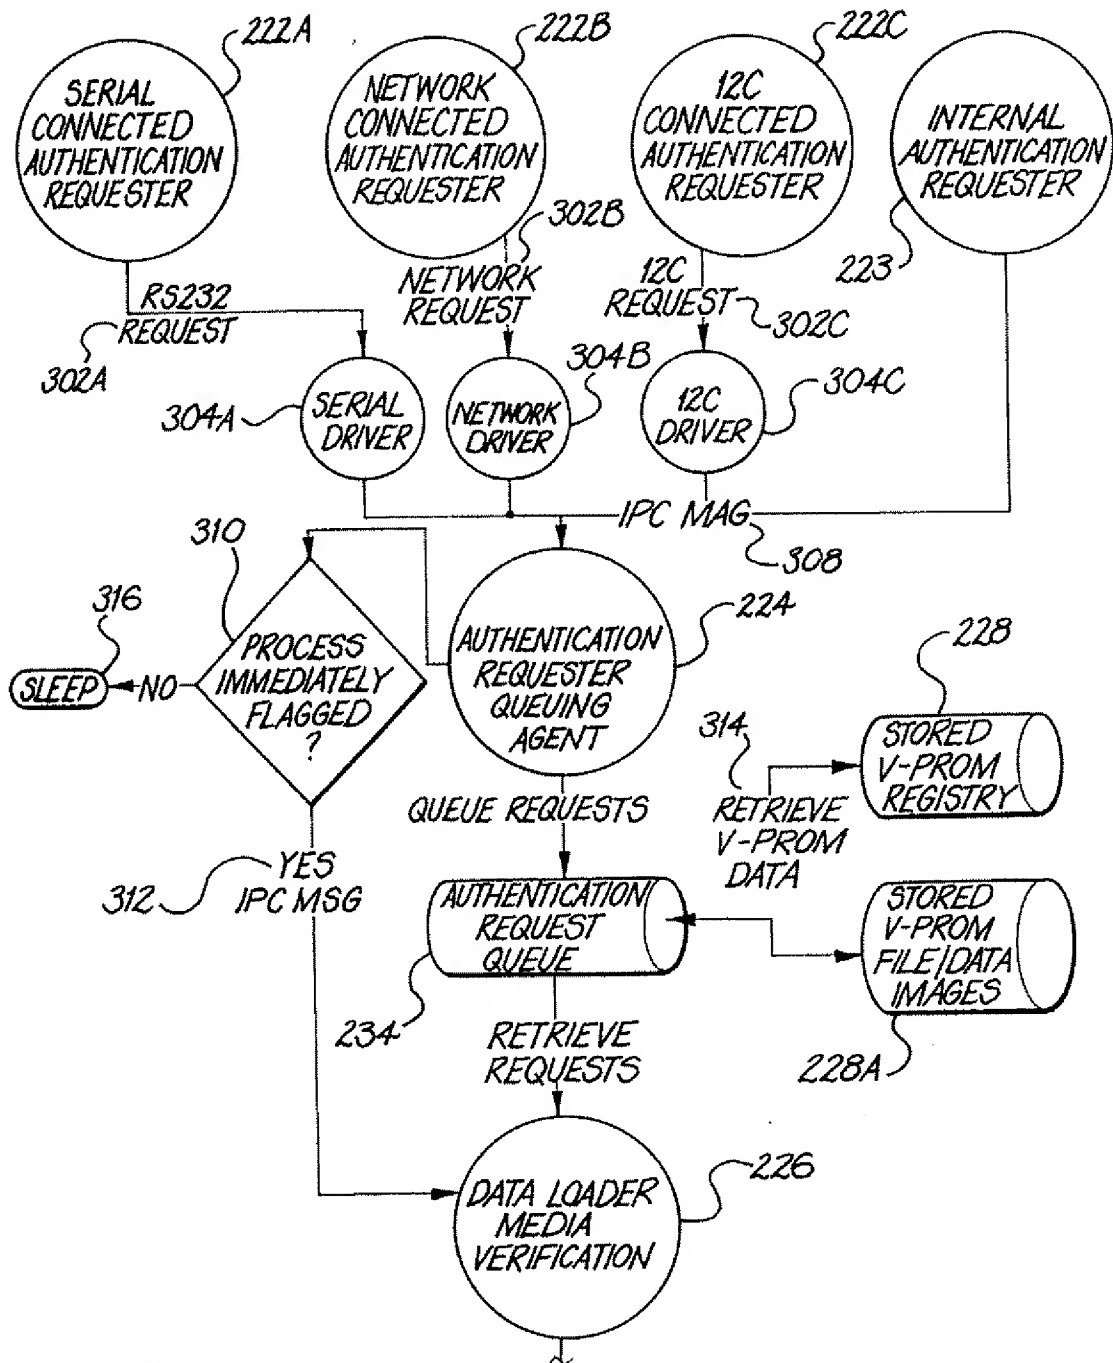 222A
222B
222C
SERIAL
CONNECTED
AUTHENTICATION
REQUESTER
NETWORK
CONNECTED
AUTHENTICATION
REQUESTER
12C
CONNECTED
AUTHENTICATION
REQUESTER
INTERNAL
AUTHENTICATION
REQUESTER
223
RS232
REQUEST
302A
302B
NETWORK
REQUEST
12C
REQUEST
302C
304A
SERIAL
DRIVER
304B
NETWORK
DRIVER
304C
12C
DRIVER
IPC MAG
308
310
316
SLEEP
NO
PROCESS
IMMEDIATELY
FLAGGED
?
AUTHENTICATION
REQUESTER
QUEUING
AGENT
224
228
314
STORED
V-PROM
REGISTRY
RETRIEVE
V-PROM
DATA
QUEUE REQUESTS
312
YES
IPC MSG
AUTHENTICATION
REQUEST
QUEUE
STORED
V-PROM
FILE/DATA
IMAGES
234
228A
RETRIEVE
REQUESTS
226
DATA LOADER
MEDIA
VERIFICATION